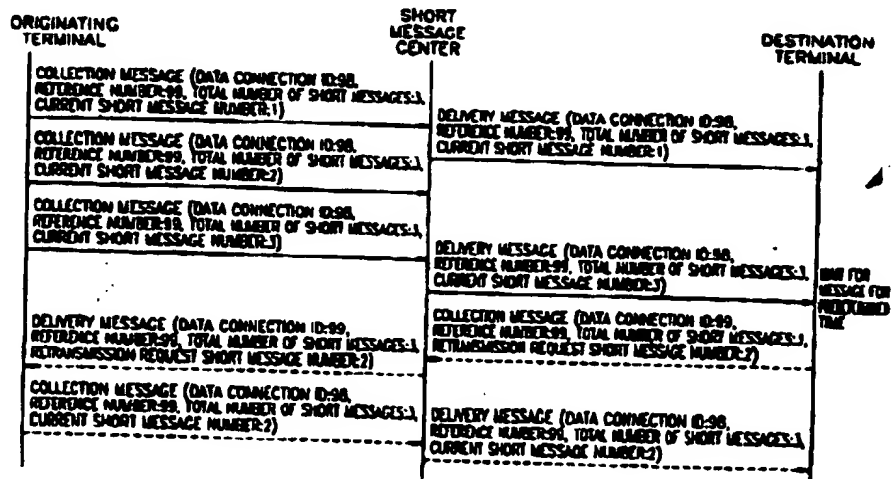 ORIGINATING
TERMINAL
SHORT
MESSAGE
CENTER
DESTINATION
TERMINAL
COLLECTION MESSAGE (DATA CONNECTION ID:98,
REFERENCE NUMBER:99, TOTAL NUMBER OF SHORT MESSAGES:3,
CURRENT SHORT MESSAGE NUMBER:1)
DELIVERY MESSAGE (DATA CONNECTION ID:98,
REFERENCE NUMBER:99, TOTAL NUMBER OF SHORT MESSAGES:3,
CURRENT SHORT MESSAGE NUMBER:1)
COLLECTION MESSAGE (DATA CONNECTION ID:98,
REFERENCE NUMBER:99, TOTAL NUMBER OF SHORT MESSAGES:3,
CURRENT SHORT MESSAGE NUMBER:2)
COLLECTION MESSAGE (DATA CONNECTION ID:98,
REFERENCE NUMBER:99, TOTAL NUMBER OF SHORT MESSAGES:3,
CURRENT SHORT MESSAGE NUMBER:3)
DELIVERY MESSAGE (DATA CONNECTION ID:98,
REFERENCE NUMBER:99, TOTAL NUMBER OF SHORT MESSAGES:3,
CURRENT SHORT MESSAGE NUMBER:3)
WAIT FOR
MESSAGE FOR
PREDETERMINED
TIME
COLLECTION MESSAGE (DATA CONNECTION ID:99,
REFERENCE NUMBER:99, TOTAL NUMBER OF SHORT MESSAGES:3,
RETRANSMISSION REQUEST SHORT MESSAGE NUMBER:2)
DELIVERY MESSAGE (DATA CONNECTION ID:99,
REFERENCE NUMBER:99, TOTAL NUMBER OF SHORT MESSAGES:3,
RETRANSMISSION REQUEST SHORT MESSAGE NUMBER:2)
COLLECTION MESSAGE (DATA CONNECTION ID:98,
REFERENCE NUMBER:99, TOTAL NUMBER OF SHORT MESSAGES:3,
CURRENT SHORT MESSAGE NUMBER:2)
DELIVERY MESSAGE (DATA CONNECTION ID:98,
REFERENCE NUMBER:99, TOTAL NUMBER OF SHORT MESSAGES:3,
CURRENT SHORT MESSAGE NUMBER:2)